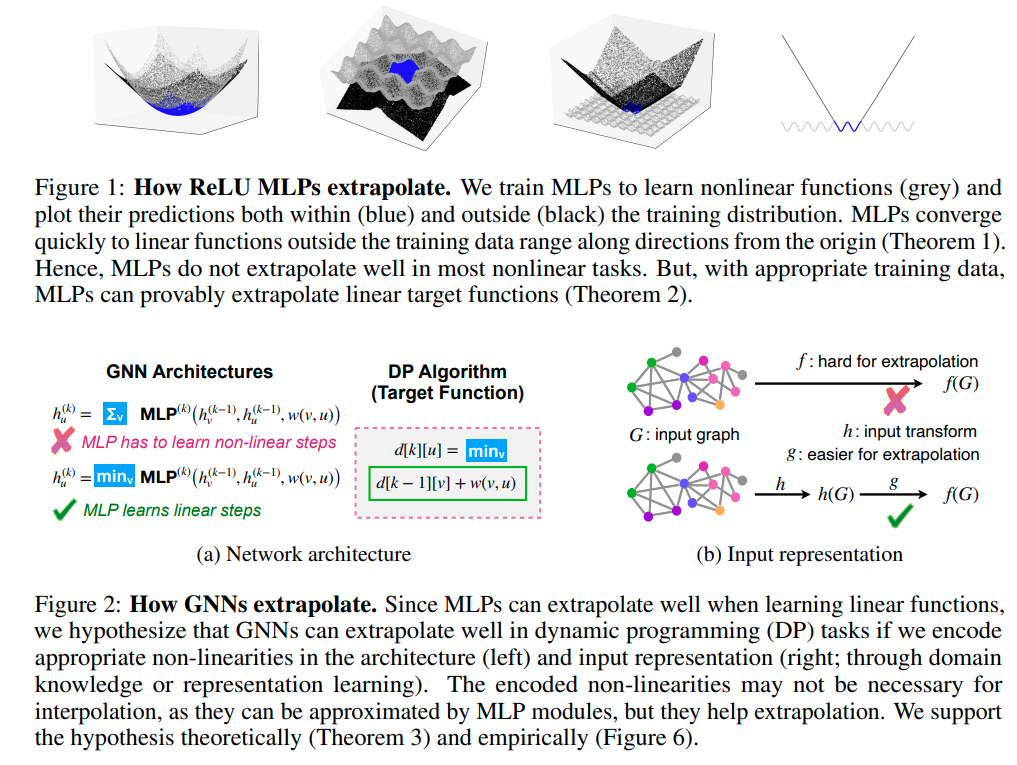 Figure 1: How ReLU MLPs extrapolate. We train MLPs to learn nonlinear functions (grey) and
plot their predictions both within (blue) and outside (black) the training distribution. MLPs converge
quickly to linear functions outside the training data range along directions from the origin (Theorem 1).
Hence, MLPs do not extrapolate well in most nonlinear tasks. But, with appropriate training data,
MLPs can provably extrapolate linear target functions (Theorem 2).
GNN Architectures
h_u^{(k)} = Σ_v MLP^{(k)}(h_v^{(k−1)}, h_u^{(k−1)}, w(v, u))
MLP has to learn non-linear steps
h_u^{(k)} = min_v MLP^{(k)}(h_v^{(k−1)}, h_u^{(k−1)}, w(v, u))
MLP learns linear steps
DP Algorithm
(Target Function)
d[k][u] = min_v
d[k − 1][v] + w(v, u)
(a) Network architecture
f : hard for extrapolation
f(G)
G : input graph
h : input transform
g : easier for extrapolation
h
h(G)
g
f(G)
(b) Input representation
Figure 2: How GNNs extrapolate. Since MLPs can extrapolate well when learning linear functions,
we hypothesize that GNNs can extrapolate well in dynamic programming (DP) tasks if we encode
appropriate non-linearities in the architecture (left) and input representation (right; through domain
knowledge or representation learning). The encoded non-linearities may not be necessary for
interpolation, as they can be approximated by MLP modules, but they help extrapolation. We support
the hypothesis theoretically (Theorem 3) and empirically (Figure 6).